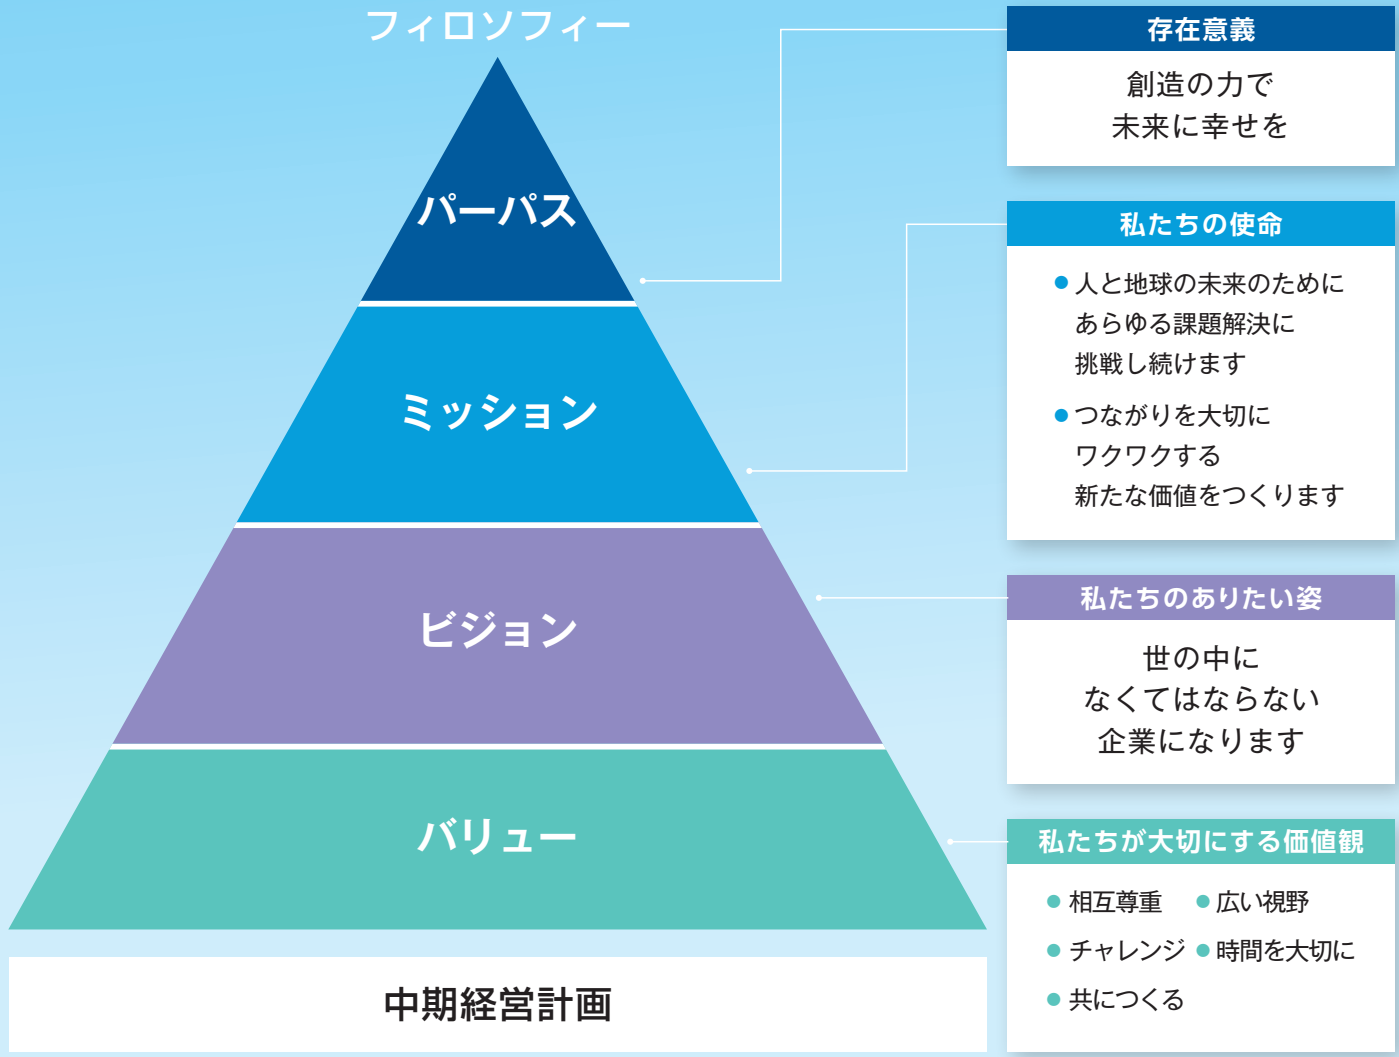 フィロソフィー
パーパス
ミッション
ビジョン
バリュー
中期経営計画
存在意義
創造の力で
未来に幸せを
私たちの使命
●人と地球の未来のために
あらゆる課題解決に
挑戦し続けます
●つながりを大切に
ワクワクする
新たな価値をつくります
私たちのありたい姿
世の中に
なくてはならない
企業になります
私たちが大切にする価値観
●相互尊重 ●広い視野
●チャレンジ ●時間を大切に
●共につくる